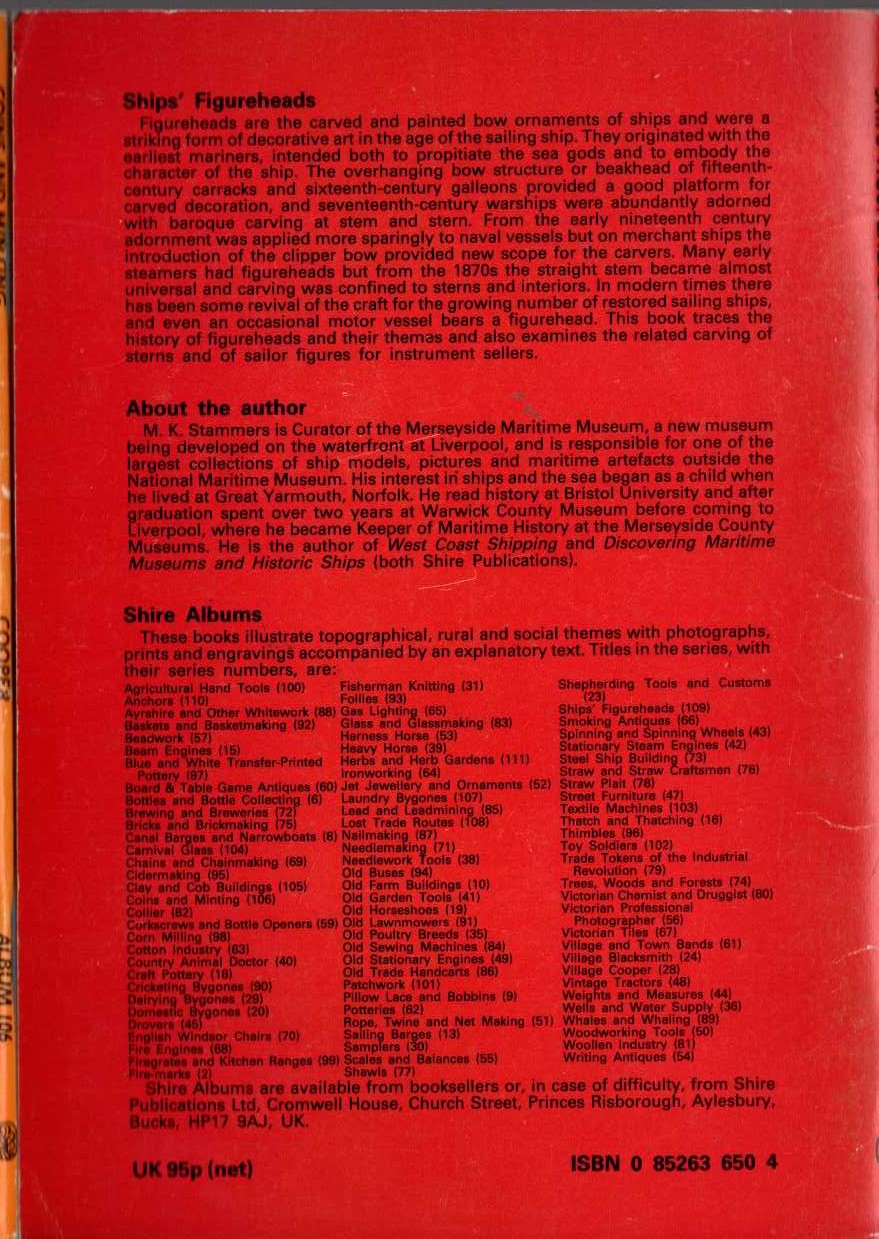 Ships' Figureheads
Figureheads are the carved and painted bow ornaments of ships and were a
striking form of decorative art in the age of the sailing ship. They originated with the
earliest mariners, intended both to propitiate the sea gods and to embody the
character of the ship. The overhanging bow structure or beakhead of fifteenth-
century carracks and sixteenth-century galleons provided a good platform for
carved decoration, and seventeenth-century warships were abundantly adorned
with baroque carving at stem and stern. From the early nineteenth century
adornment was applied more sparingly to naval vessels but on merchant ships the
introduction of the clipper bow provided new scope for the carvers. Many early
steamers had figureheads but from the 1870s the straight stem became almost
universal and carving was confined to sterns and interiors. In modern times there
has been some revival of the craft for the growing number of restored sailing ships,
and even an occasional motor vessel bears a figurehead. This book traces the
history of figureheads and their themas and also examines the related carving of
sterns and of sailor figures for instrument sellers.
About the author
M. K. Stammers is Curator of the Merseyside Maritime Museum, a new museum
being developed on the waterfront at Liverpool, and is responsible for one of the
largest collections of ship models, pictures and maritime artefacts outside the
National Maritime Museum. His interest in ships and the sea began as a child when
he lived at Great Yarmouth, Norfolk. He read history at Bristol University and after
graduation spent over two years at Warwick County Museum before coming to
Liverpool, where he became Keeper of Maritime History at the Merseyside County
Museums. He is the author of West Coast Shipping and Discovering Maritime
Museums and Historic Ships (both Shire Publications).
Shire Albums
These books illustrate topographical, rural and social themes with photographs,
prints and engravings accompanied by an explanatory text. Titles in the series, with
their series numbers, are:
Agricultural Hand Tools (100)
Anchors (110)
Ayrshire and Other Whitework (88)
Baskets and Basketmaking (92)
Beadwork (57)
Beam Engines (15)
Blue and White Transfer-Printed
Pottery (97)
Board & Table Game Antiques (60)
Bottles and Bottle Collecting (6)
Brewing and Breweries (72)
Bricks and Brickmaking (75)
Canal Barges and Narrowboats (8)
Carnival Glass (104)
Chains and Chainmaking (69)
Cidermaking (95)
Clay and Cob Buildings (105)
Coins and Minting (106)
Collier (82)
Corkscrews and Bottle Openers (59)
Corn Milling (98)
Cotton Industry (63)
Country Animal Doctor (40)
Craft Pottery (18)
Cricketing Bygones (90)
Dairying Bygones (29)
Domestic Bygones (20)
Drovers (45)
English Windsor Chairs (70)
Fire Engines (68)
Firegrates and Kitchen Ranges (99)
Fire-marks (2)
Fisherman Knitting (31)
Follies (93)
Gas Lighting (65)
Glass and Glassmaking (83)
Harness Horse (53)
Heavy Horse (39)
Herbs and Herb Gardens (111)
Ironworking (64)
Jet Jewellery and Ornaments (52)
Laundry Bygones (107)
Lead and Leadmining (85)
Lost Trade Routes (108)
Nailmaking (87)
Needlemaking (71)
Needlework Tools (38)
Old Buses (94)
Old Farm Buildings (10)
Old Garden Tools (41)
Old Horseshoes (19)
Old Lawnmowers (91)
Old Poultry Breeds (35)
Old Sewing Machines (84)
Old Stationary Engines (49)
Old Trade Handcarts (86)
Patchwork (101)
Pillow Lace and Bobbins (9)
Potteries (62)
Rope, Twine and Net Making (51)
Sailing Barges (13)
Samplers (30)
Scales and Balances (55)
Shawls (77)
Shepherding Tools and Customs
(23)
Ships' Figureheads (109)
Smoking Antiques (66)
Spinning and Spinning Wheels (43)
Stationary Steam Engines (42)
Steel Ship Building (73)
Straw and Straw Craftsmen (76)
Straw Plait (78)
Street Furniture (47)
Textile Machines (103)
Thatch and Thatching (16)
Thimbles (96)
Toy Soldiers (102)
Trade Tokens of the Industrial
Revolution (79)
Trees, Woods and Forests (74)
Victorian Chemist and Druggist (80)
Victorian Professional
Photographer (56)
Victorian Tiles (67)
Village and Town Bands (61)
Village Blacksmith (24)
Village Cooper (28)
Vintage Tractors (48)
Weights and Measures (44)
Wells and Water Supply (36)
Whales and Whaling (89)
Woodworking Tools (50)
Woollen Industry (81)
Writing Antiques (54)
Shire Albums are available from booksellers or, in case of difficulty, from Shire
Publications Ltd, Cromwell House, Church Street, Princes Risborough, Aylesbury,
Bucks, HP17 9AJ, UK.
UK 95p (net)
ISBN 0 85263 650 4
COOPER
ALBUM 106